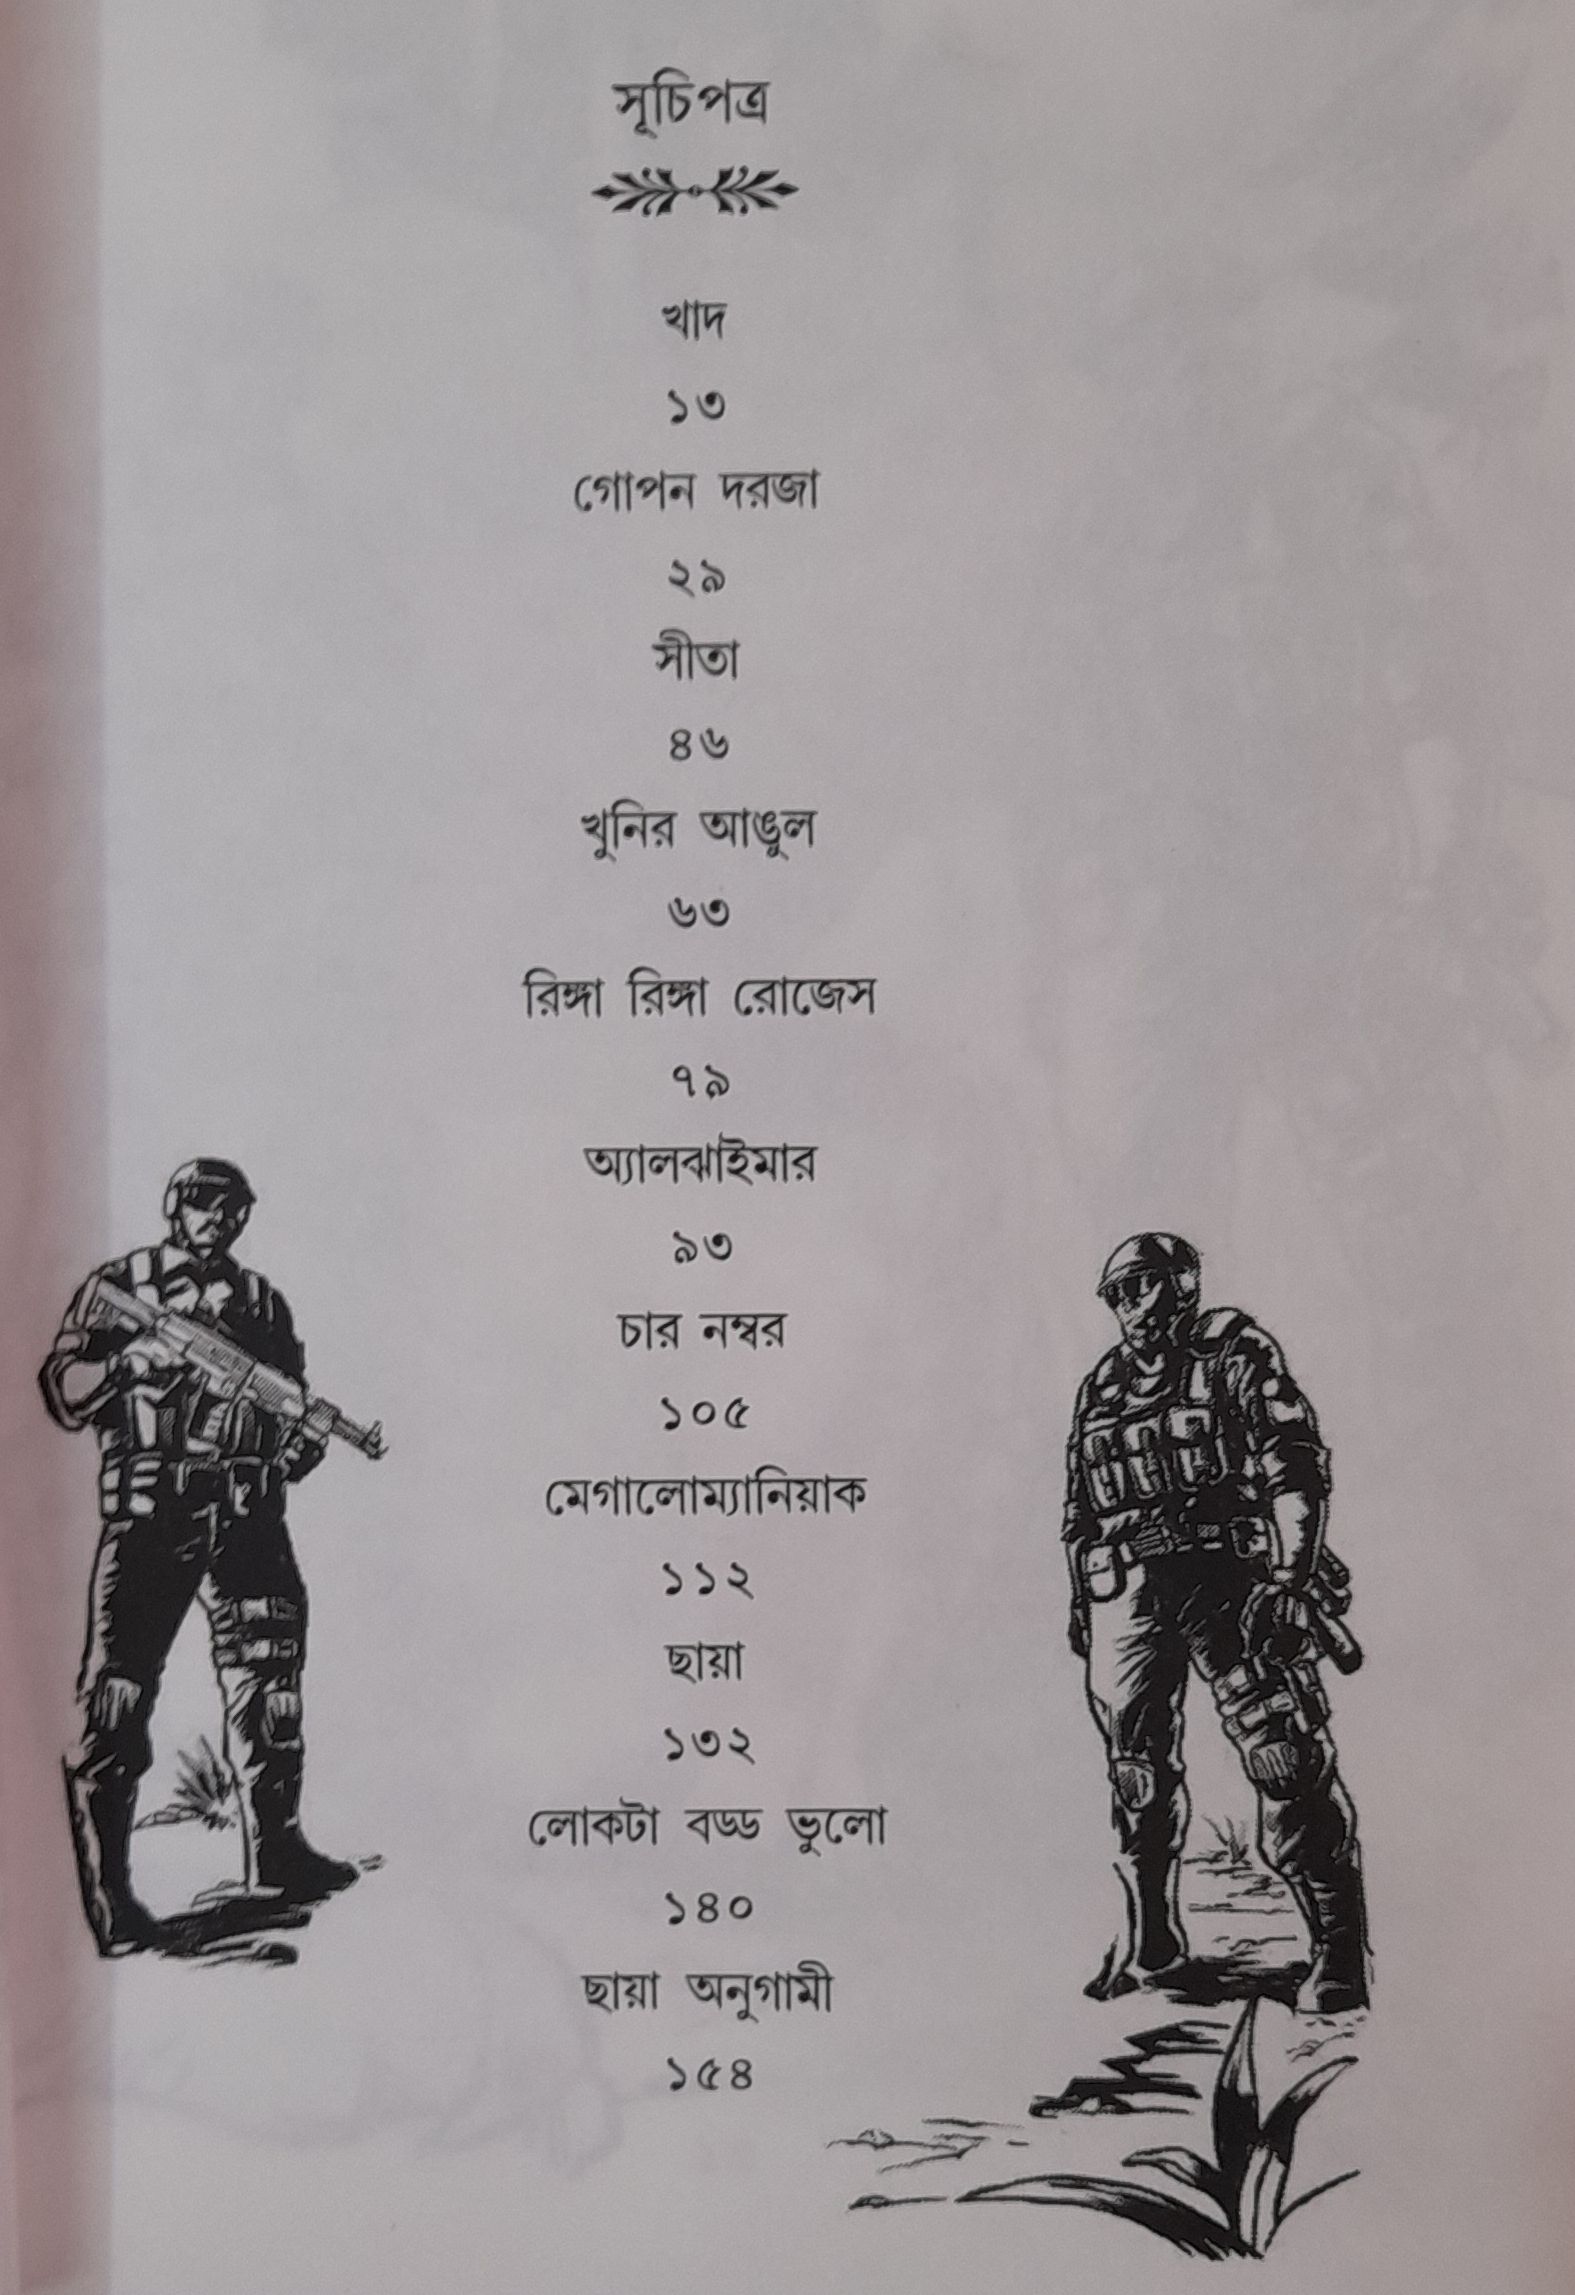 সূচিপত্র
খাদ
১৩
গোপন দরজা
২৯
সীতা
৪৬
খুনির আঙুল
৬৩
রিঙ্গা রিঙ্গা রোজেস
৭৯
অ্যালঝাইমার
৯৩
চার নম্বর
১০৫
মেগালোম্যানিয়াক
১১২
ছায়া
১৩২
লোকটা বড্ড ভুলো
১৪০
ছায়া অনুগামী
১৫৪